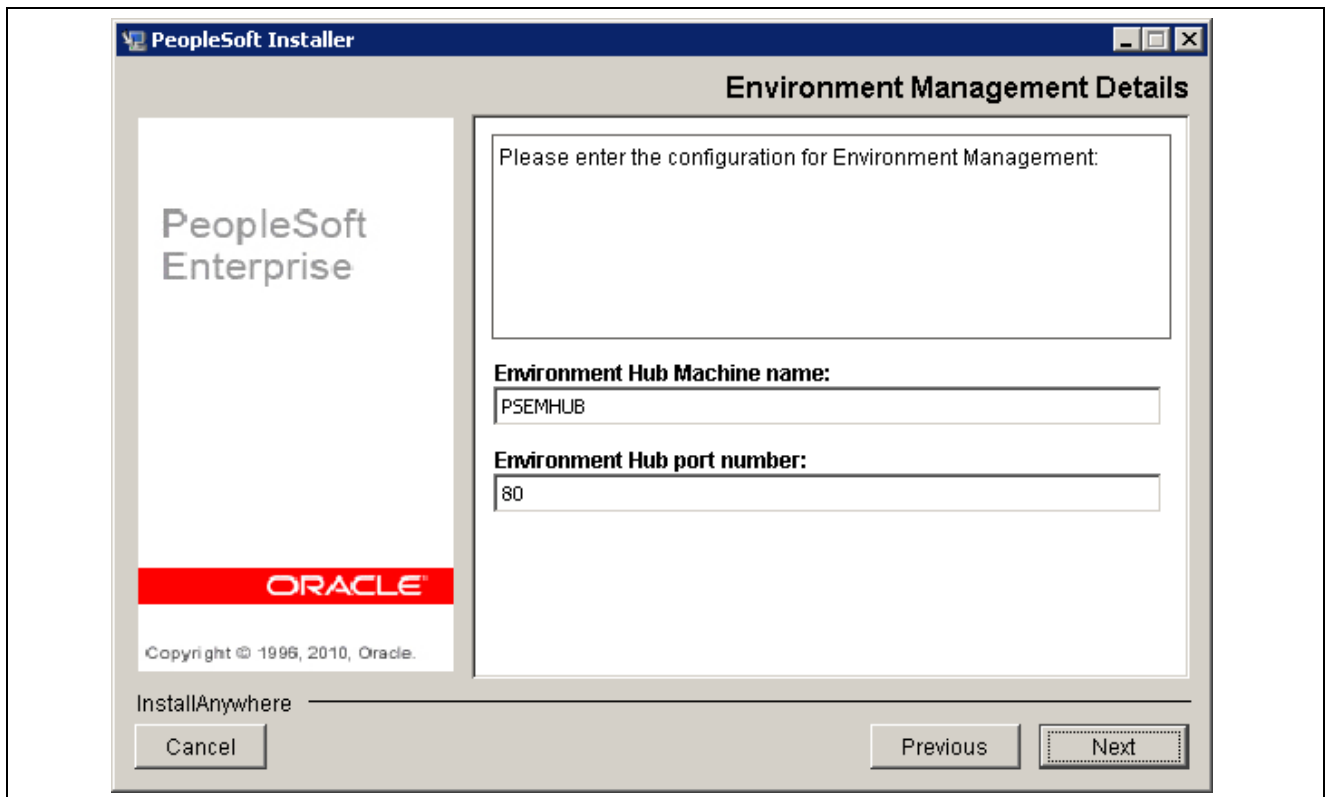 PeopleSoft Installer
Environment Management Details
PeopleSoft
Enterprise
ORACLE
Copyright © 1996, 2010, Oracle.
Please enter the configuration for Environment Management:
Environment Hub Machine name:
PSEMHUB
Environment Hub port number:
80
InstallAnywhere
Cancel
Previous
Next